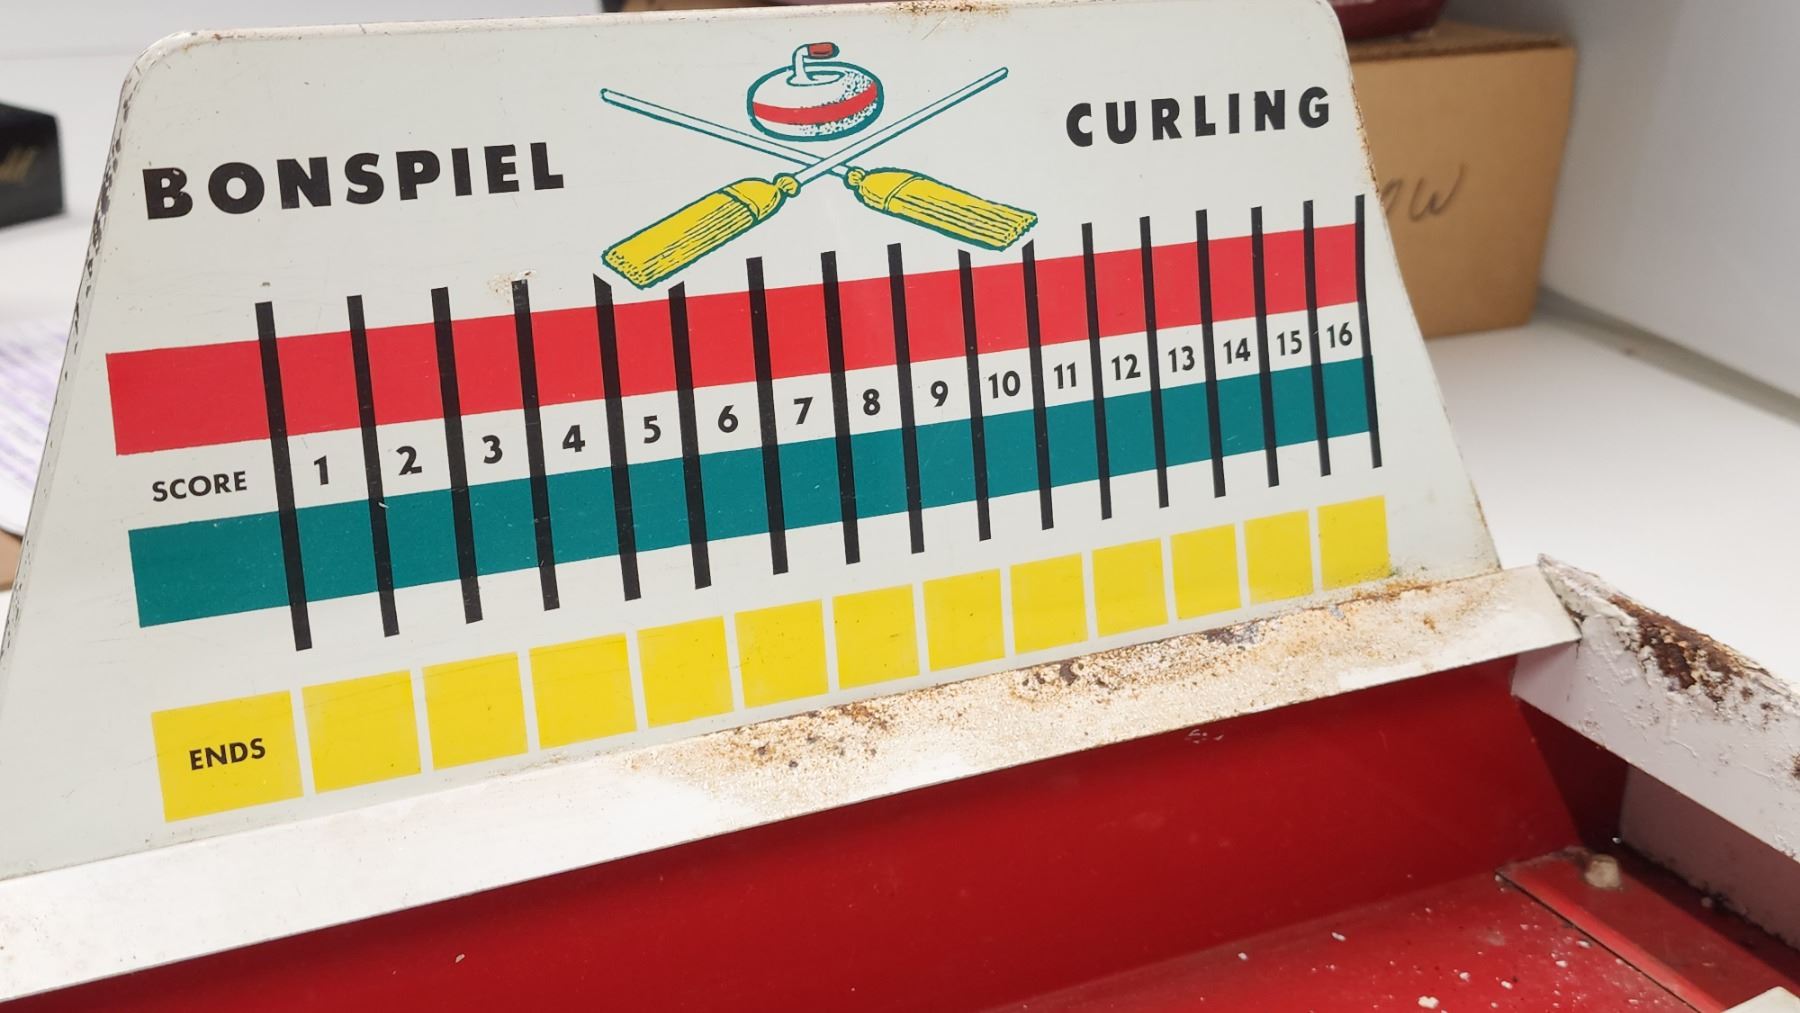 BONSPIEL CURLING
SCORE 1 2 3 4 5 6 7 8 9 10 11 12 13 14 15 16
ENDS